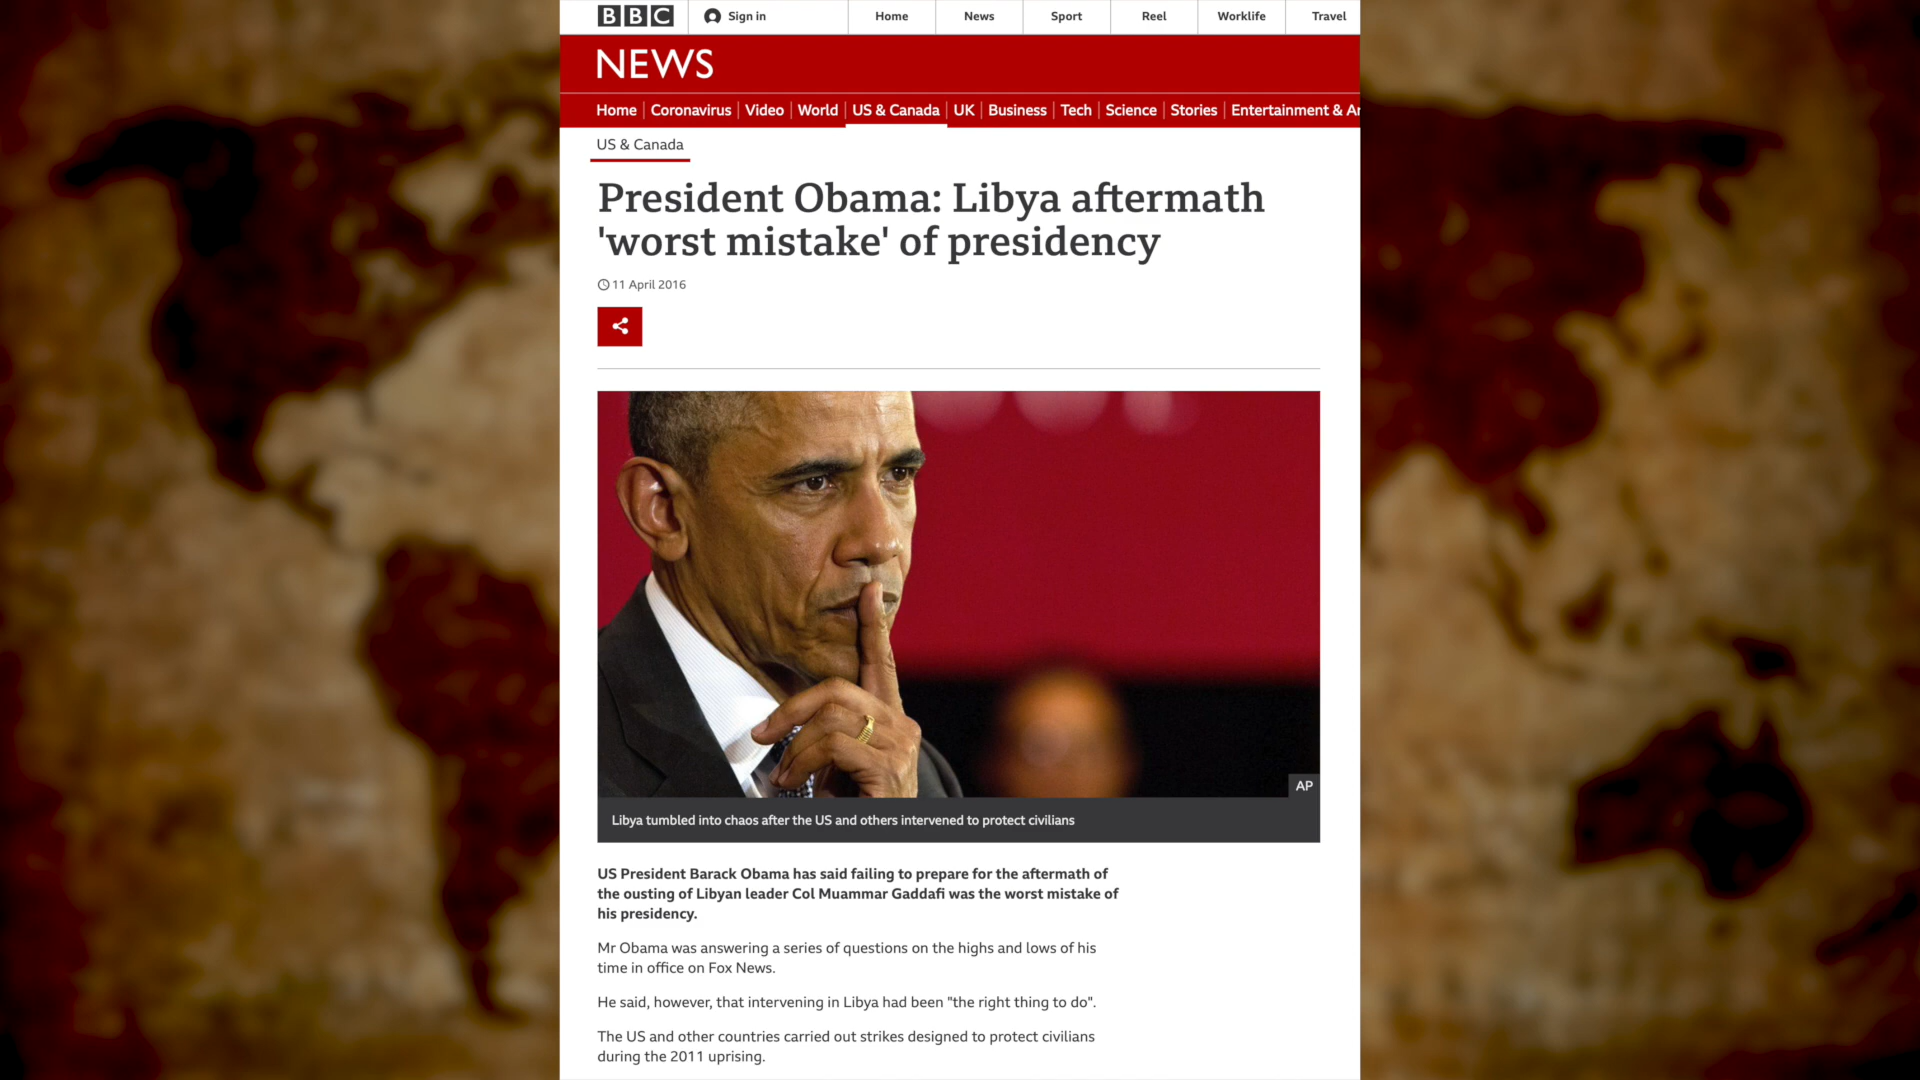 BBC Sign in Home News Sport Reel Worklife Travel
NEWS
Home Coronavirus Video World US & Canada UK Business Tech Science Stories Entertainment & Ar
US & Canada
President Obama: Libya aftermath
'worst mistake' of presidency
11 April 2016
AP
Libya tumbled into chaos after the US and others intervened to protect civilians
US President Barack Obama has said failing to prepare for the aftermath of
the ousting of Libyan leader Col Muammar Gaddafi was the worst mistake of
his presidency.
Mr Obama was answering a series of questions on the highs and lows of his
time in office on Fox News.
He said, however, that intervening in Libya had been "the right thing to do".
The US and other countries carried out strikes designed to protect civilians
during the 2011 uprising.